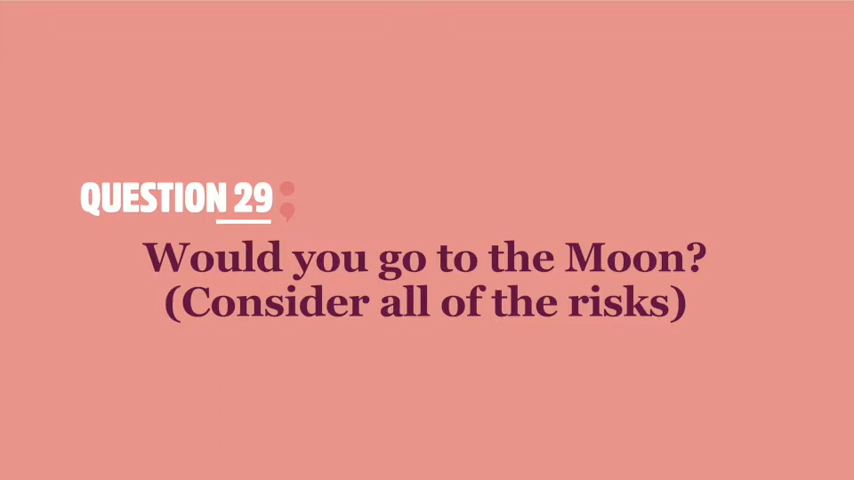 QUESTION 29
Would you go to the Moon?
(Consider all of the risks)